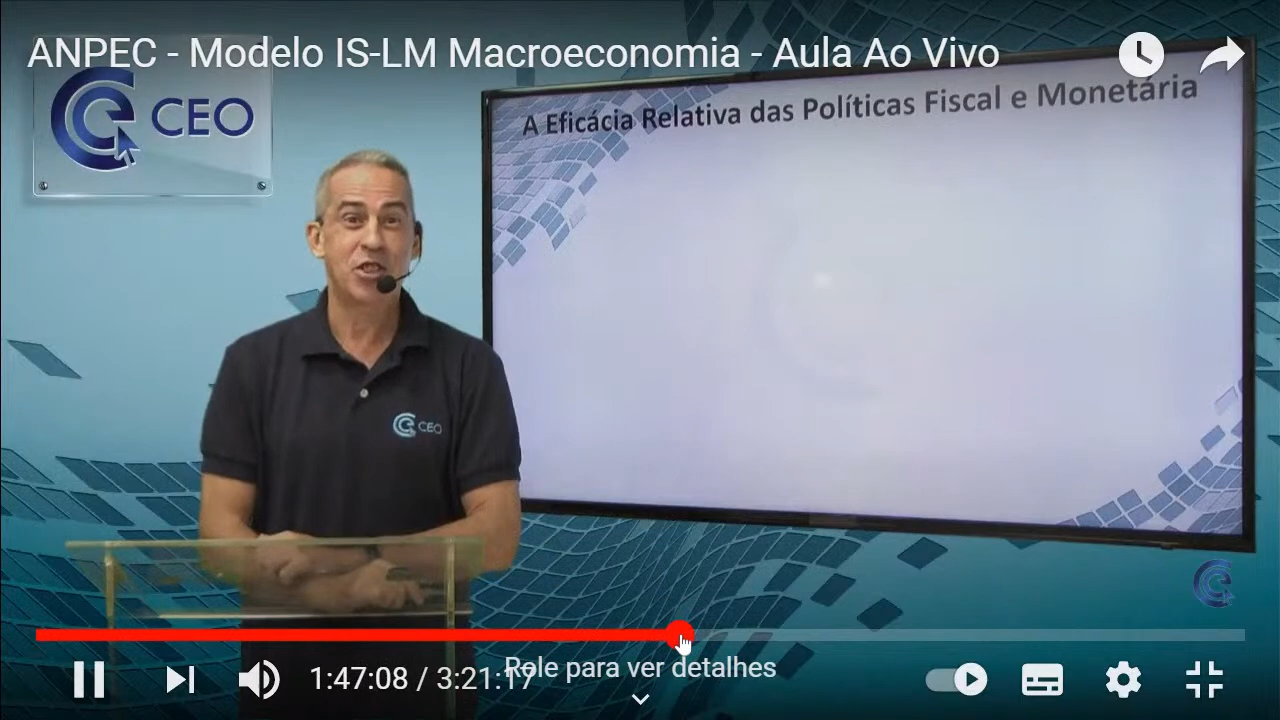 ANPEC - Modelo IS-LM Macroeconomia - Aula Ao Vivo
CEO
A Eficácia Relativa das Políticas Fiscal e Monetária
CEO
1:47:08 / 3:21:17
Role para ver detalhes